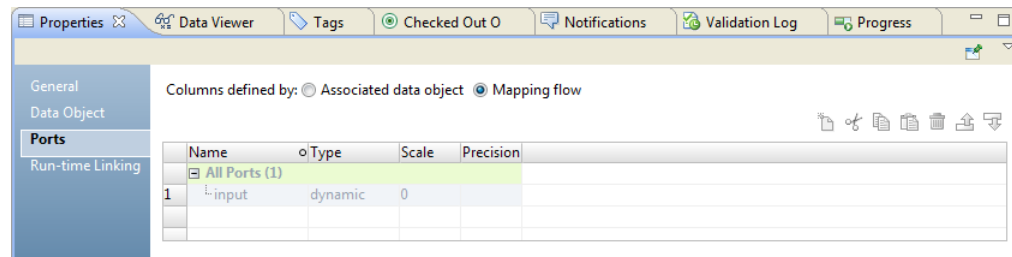 Properties Data Viewer Tags Checked Out O Notifications Validation Log Progress
General
Data Object
Ports
Run-time Linking
Columns defined by: Associated data object Mapping flow
Name Type Scale Precision
All Ports (1)
1 input dynamic 0